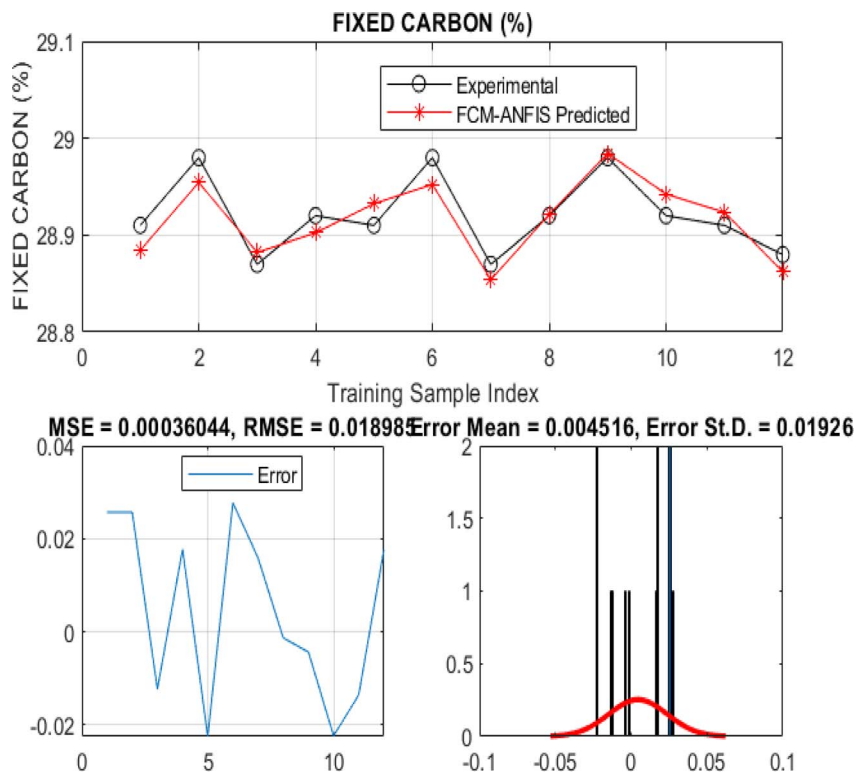 FIXED CARBON (%)
29.1
29
28.9
28.8
FIXED CARBON (%)
Experimental
FCM-ANFIS Predicted
0 2 4 6 8 10 12
Training Sample Index
MSE = 0.00036044, RMSE = 0.018985
Error Mean = 0.004516, Error St.D. = 0.01926
0.04
0.02
0
-0.02
Error
0 5 10
2
1.5
1
0.5
0
-0.1 -0.05 0 0.05 0.1